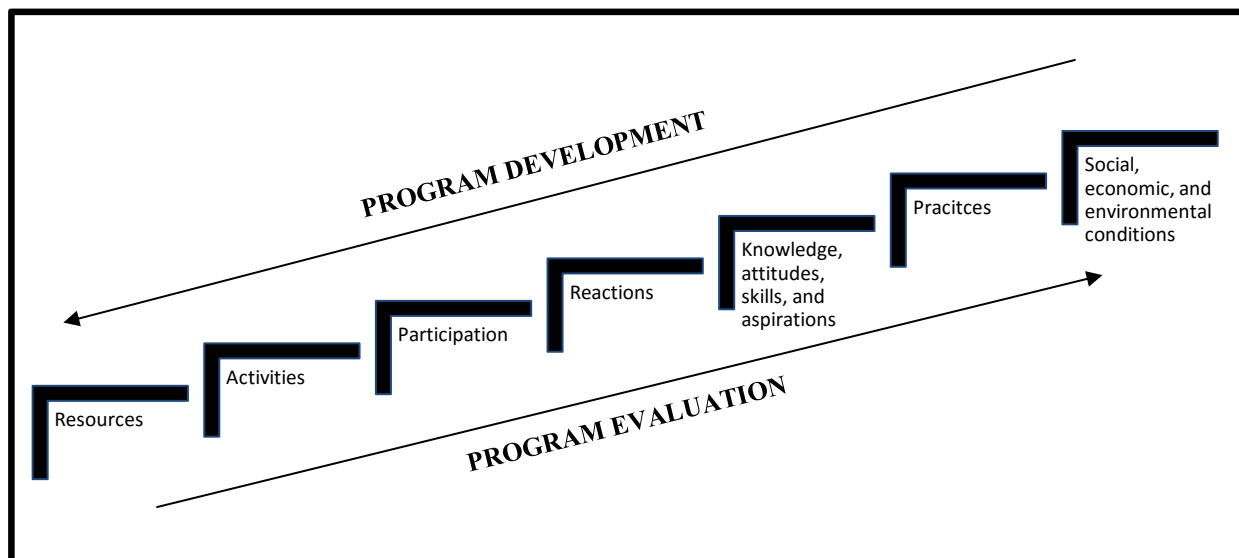 PROGRAM DEVELOPMENT
Social,
economic, and
environmental
conditions
Pracitces
Knowledge,
attitudes,
skills, and
aspirations
Reactions
Participation
Activities
Resources
PROGRAM EVALUATION